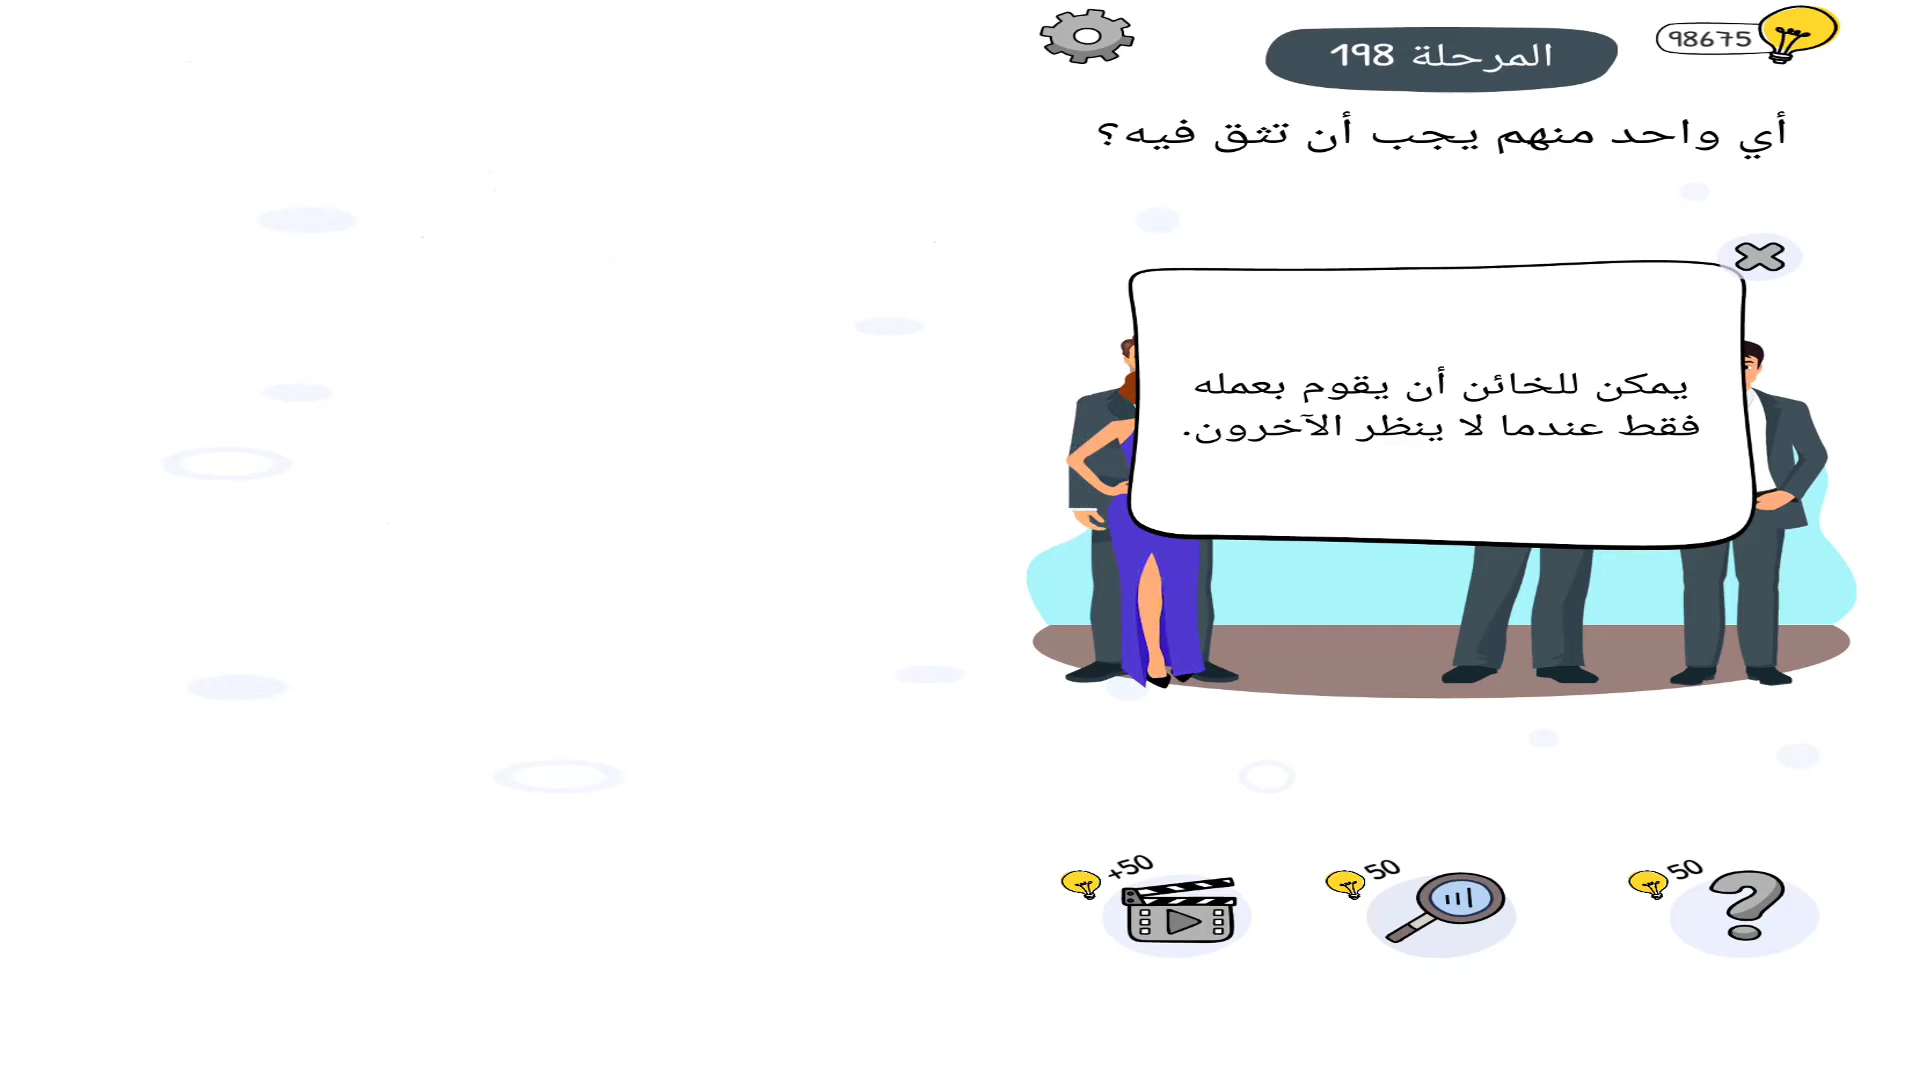 98675
المرحلة 198
أي واحد منهم يجب أن تثق فيه؟
يمكن للخائن أن يقوم بعمله
فقط عندما لا ينظر الآخرون.
+50
50
50